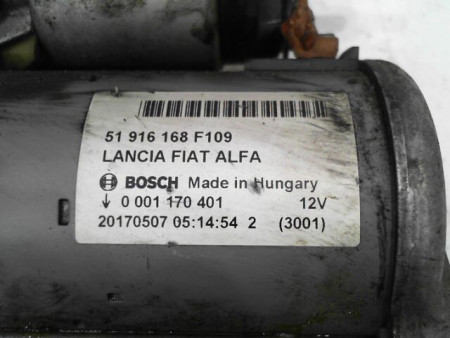 51 916 168 F109
LANCIA FIAT ALFA
BOSCH Made in Hungary
↓ 0 001 170 401 12V
20170507 05:14:54 2 (3001)